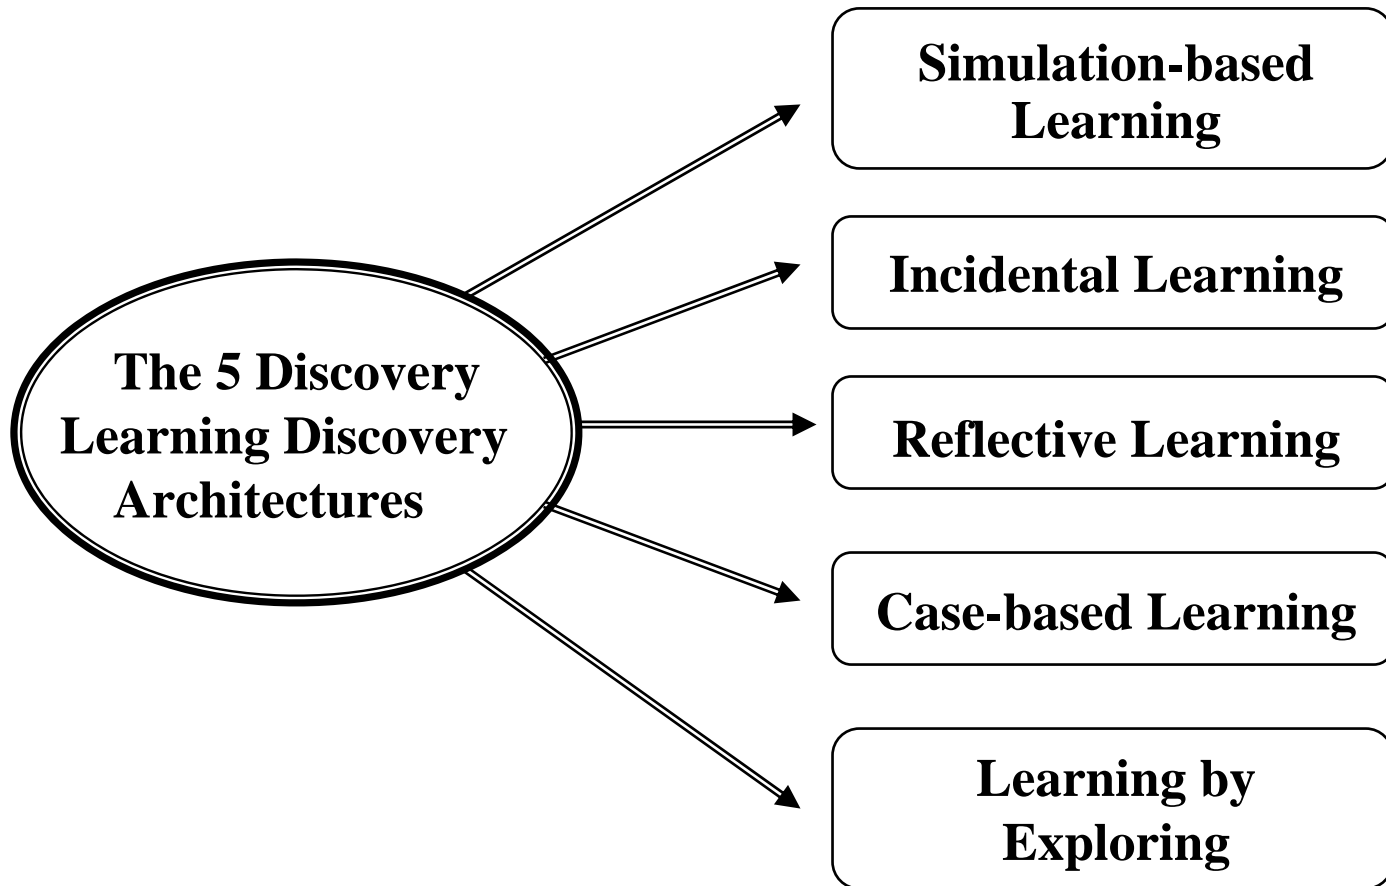 The 5 Discovery
Learning Discovery
Architectures
Simulation-based
Learning
Incidental Learning
Reflective Learning
Case-based Learning
Learning by
Exploring